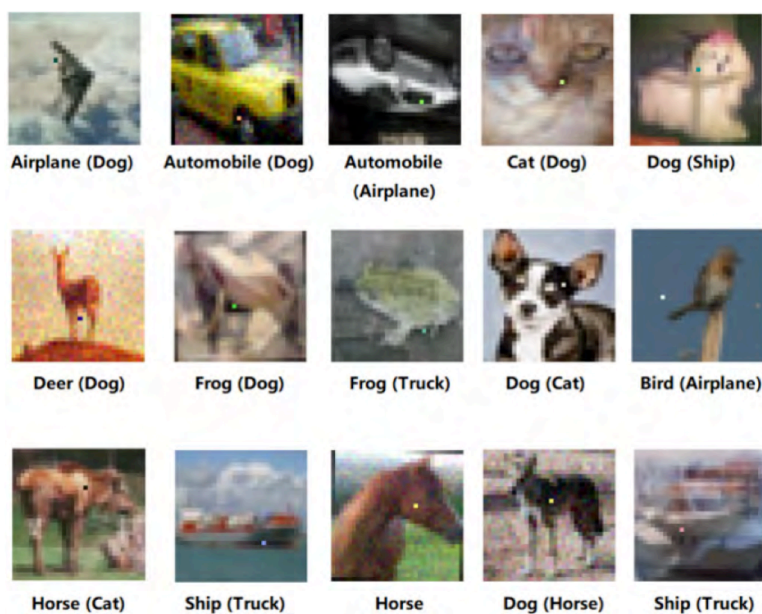 Airplane (Dog)
Automobile (Dog)
Automobile
(Airplane)
Cat (Dog)
Dog (Ship)
Deer (Dog)
Frog (Dog)
Frog (Truck)
Dog (Cat)
Bird (Airplane)
Horse (Cat)
Ship (Truck)
Horse
Dog (Horse)
Ship (Truck)